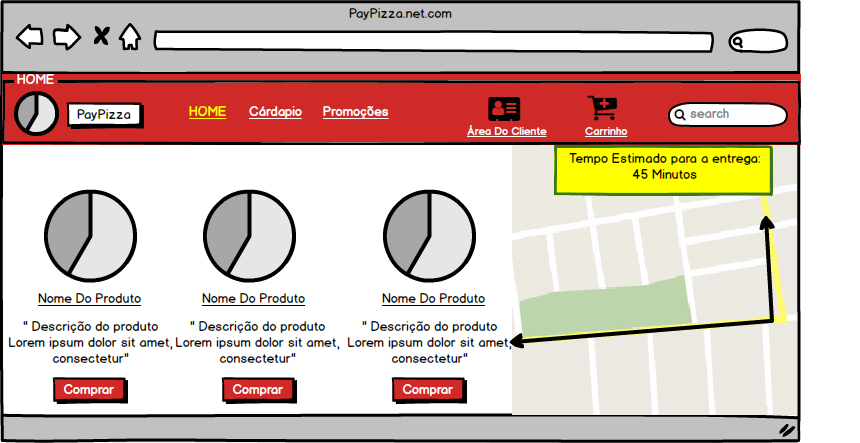 PayPizza.net.com
HOME
PayPizza
HOME
Cárdapio
Promoções
Área Do Cliente
Carrinho
search
Tempo Estimado para a entrega:
45 Minutos
Nome Do Produto
" Descrição do produto
Lorem ipsum dolor sit amet,
consectetur"
Comprar
Nome Do Produto
" Descrição do produto
Lorem ipsum dolor sit amet,
consectetur"
Comprar
Nome Do Produto
" Descrição do produto
Lorem ipsum dolor sit amet,
consectetur"
Comprar